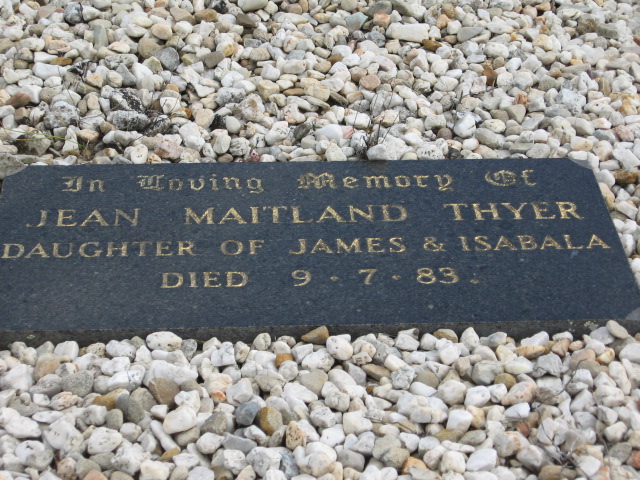 In Loving Memory Of
JEAN MAITLAND THYER
DAUGHTER OF JAMES & ISABALA
DIED 9·7·83.